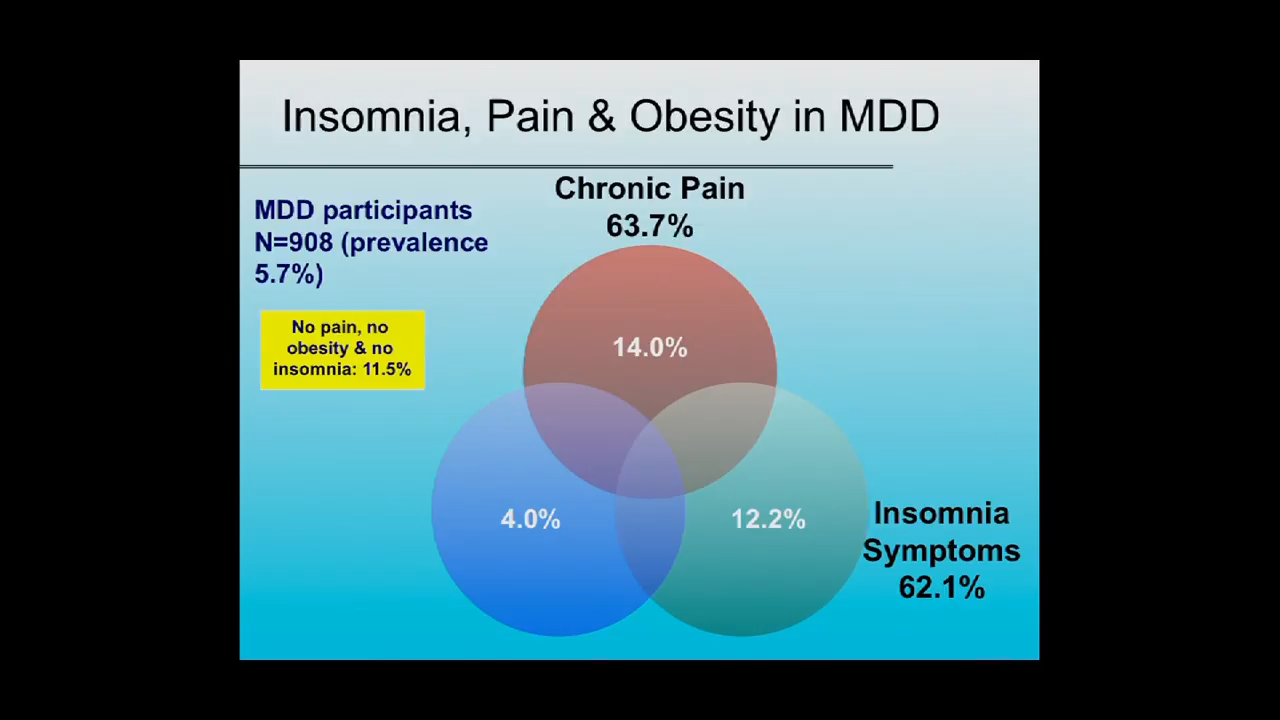 Insomnia, Pain & Obesity in MDD
MDD participants
N=908 (prevalence
5.7%)
No pain, no
obesity & no
insomnia: 11.5%
Chronic Pain
63.7%
14.0%
4.0%
12.2%
Insomnia
Symptoms
62.1%